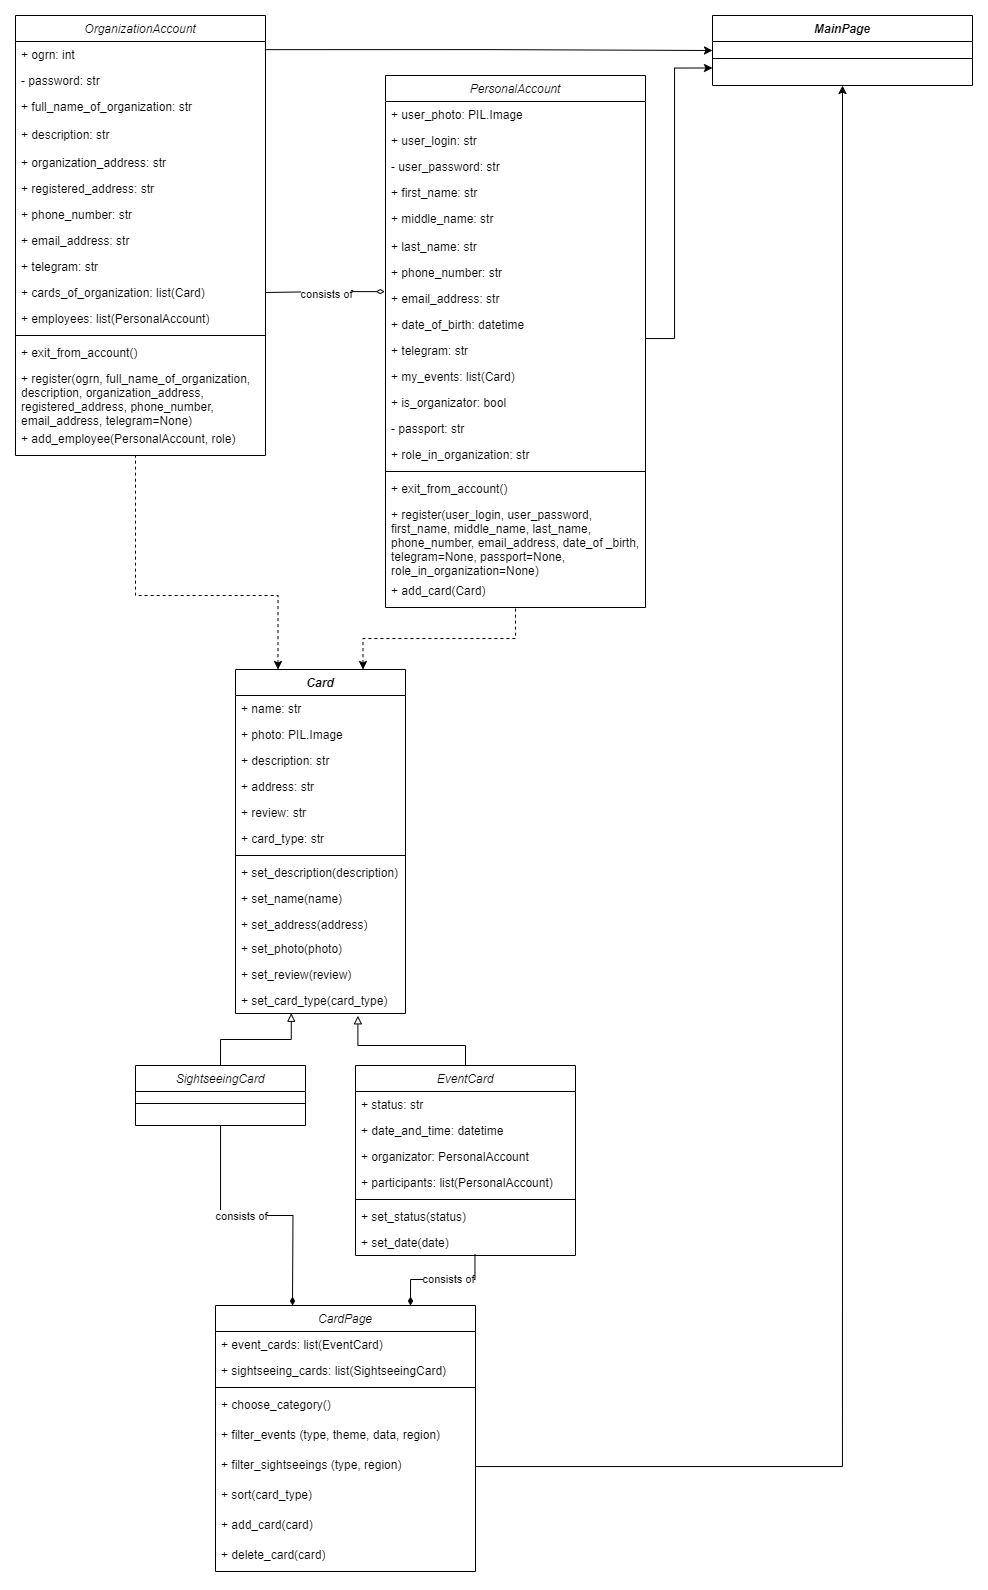 OrganizationAccount
+ ogrn: int
- password: str
+ full_name_of_organization: str
+ description: str
+ organization_address: str
+ registered_address: str
+ phone_number: str
+ email_address: str
+ telegram: str
+ cards_of_organization: list(Card)
+ employees: list(PersonalAccount)
+ exit_from_account()
+ register(ogrn, full_name_of_organization,
description, organization_address,
registered_address, phone_number,
email_address, telegram=None)
+ add_employee(PersonalAccount, role)
consists of
PersonalAccount
+ user_photo: PIL.Image
+ user_login: str
- user_password: str
+ first_name: str
+ middle_name: str
+ last_name: str
+ phone_number: str
+ email_address: str
+ date_of_birth: datetime
+ telegram: str
+ my_events: list(Card)
+ is_organizator: bool
- passport: str
+ role_in_organization: str
+ exit_from_account()
+ register(user_login, user_password,
first_name, middle_name, last_name,
phone_number, email_address, date_of _birth,
telegram=None, passport=None,
role_in_organization=None)
+ add_card(Card)
MainPage
Card
+ name: str
+ photo: PIL.Image
+ description: str
+ address: str
+ review: str
+ card_type: str
+ set_description(description)
+ set_name(name)
+ set_address(address)
+ set_photo(photo)
+ set_review(review)
+ set_card_type(card_type)
SightseeingCard
EventCard
+ status: str
+ date_and_time: datetime
+ organizator: PersonalAccount
+ participants: list(PersonalAccount)
+ set_status(status)
+ set_date(date)
consists of
consists of
CardPage
+ event_cards: list(EventCard)
+ sightseeing_cards: list(SightseeingCard)
+ choose_category()
+ filter_events (type, theme, data, region)
+ filter_sightseeings (type, region)
+ sort(card_type)
+ add_card(card)
+ delete_card(card)